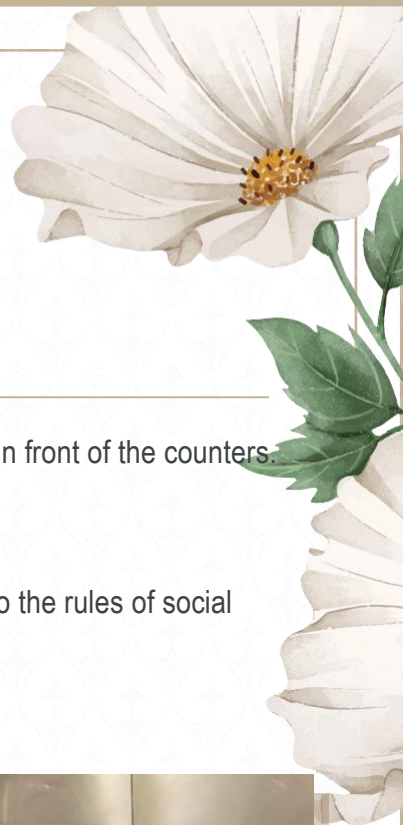 n front of the counters.
o the rules of social